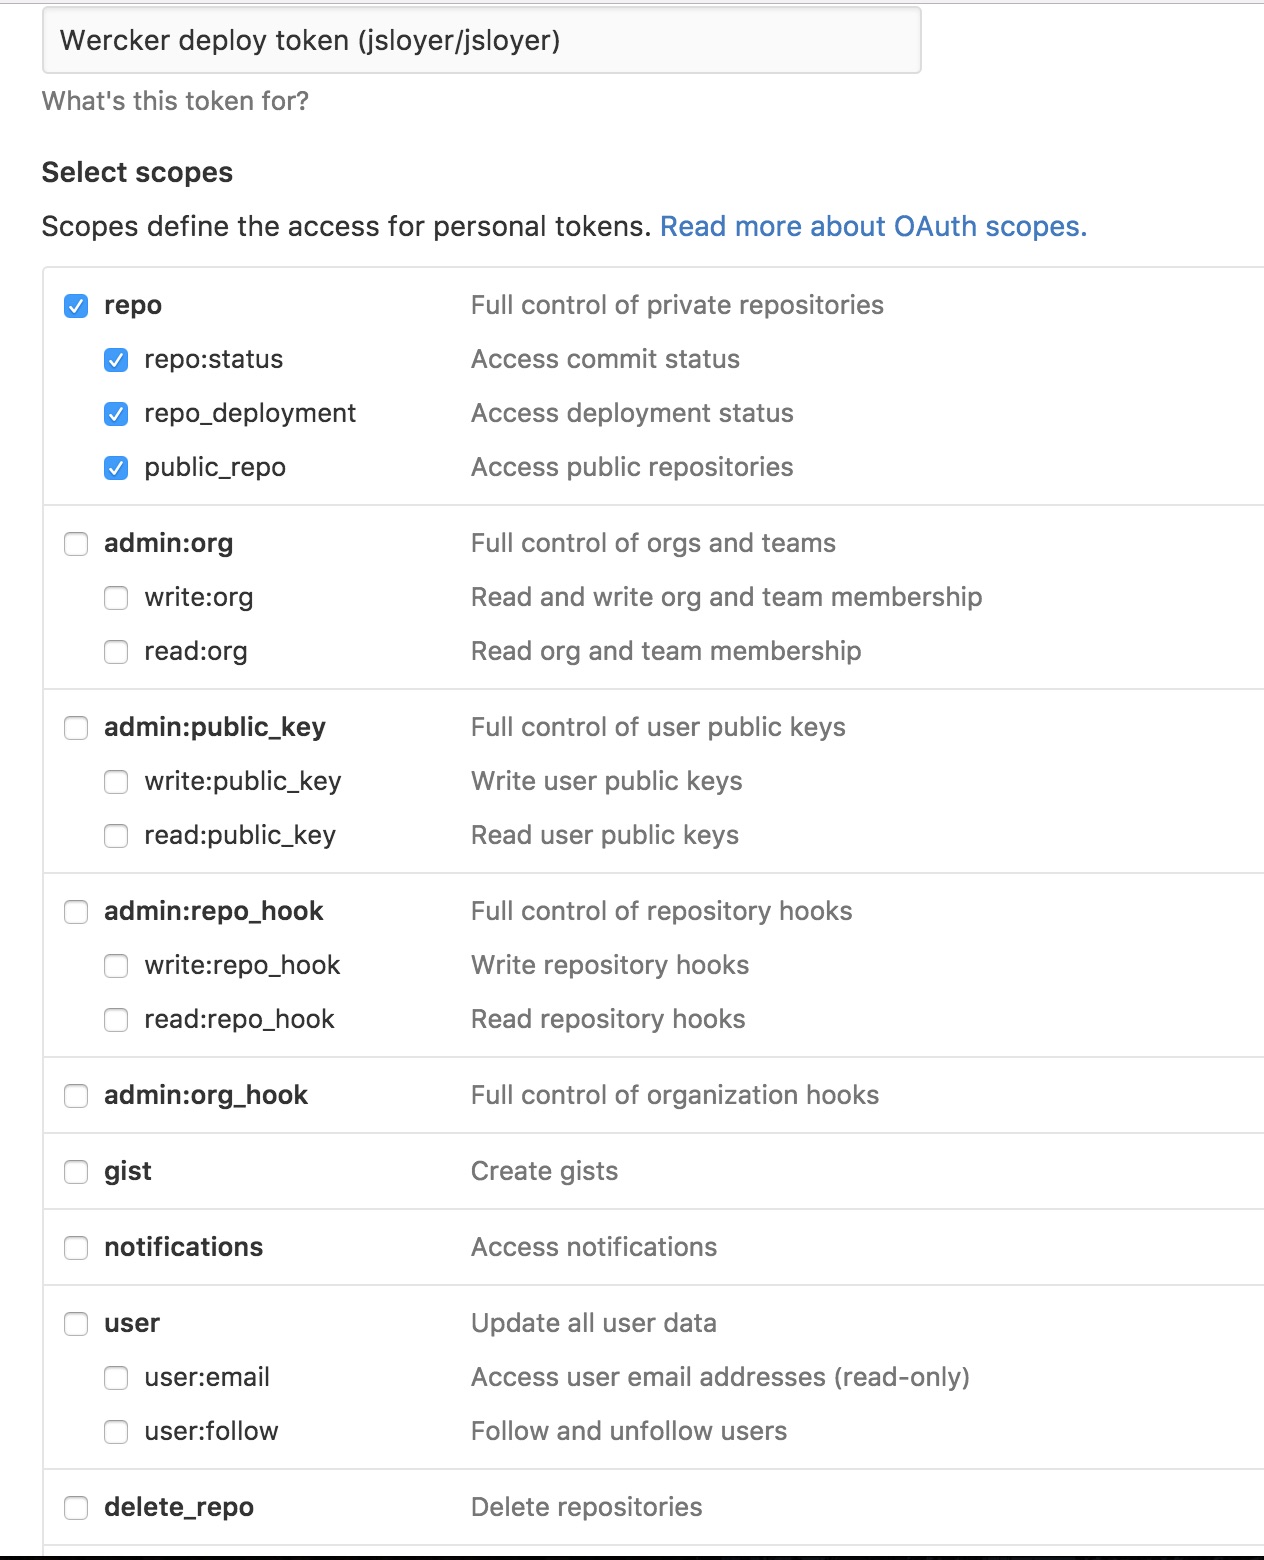 Wercker deploy token (jsloyer/jsloyer)
What's this token for?
Select scopes
Scopes define the access for personal tokens. Read more about OAuth scopes.
repo Full control of private repositories
repo:status Access commit status
repo_deployment Access deployment status
public_repo Access public repositories
admin:org Full control of orgs and teams
write:org Read and write org and team membership
read:org Read org and team membership
admin:public_key Full control of user public keys
write:public_key Write user public keys
read:public_key Read user public keys
admin:repo_hook Full control of repository hooks
write:repo_hook Write repository hooks
read:repo_hook Read repository hooks
admin:org_hook Full control of organization hooks
gist Create gists
notifications Access notifications
user Update all user data
user:email Access user email addresses (read-only)
user:follow Follow and unfollow users
delete_repo Delete repositories